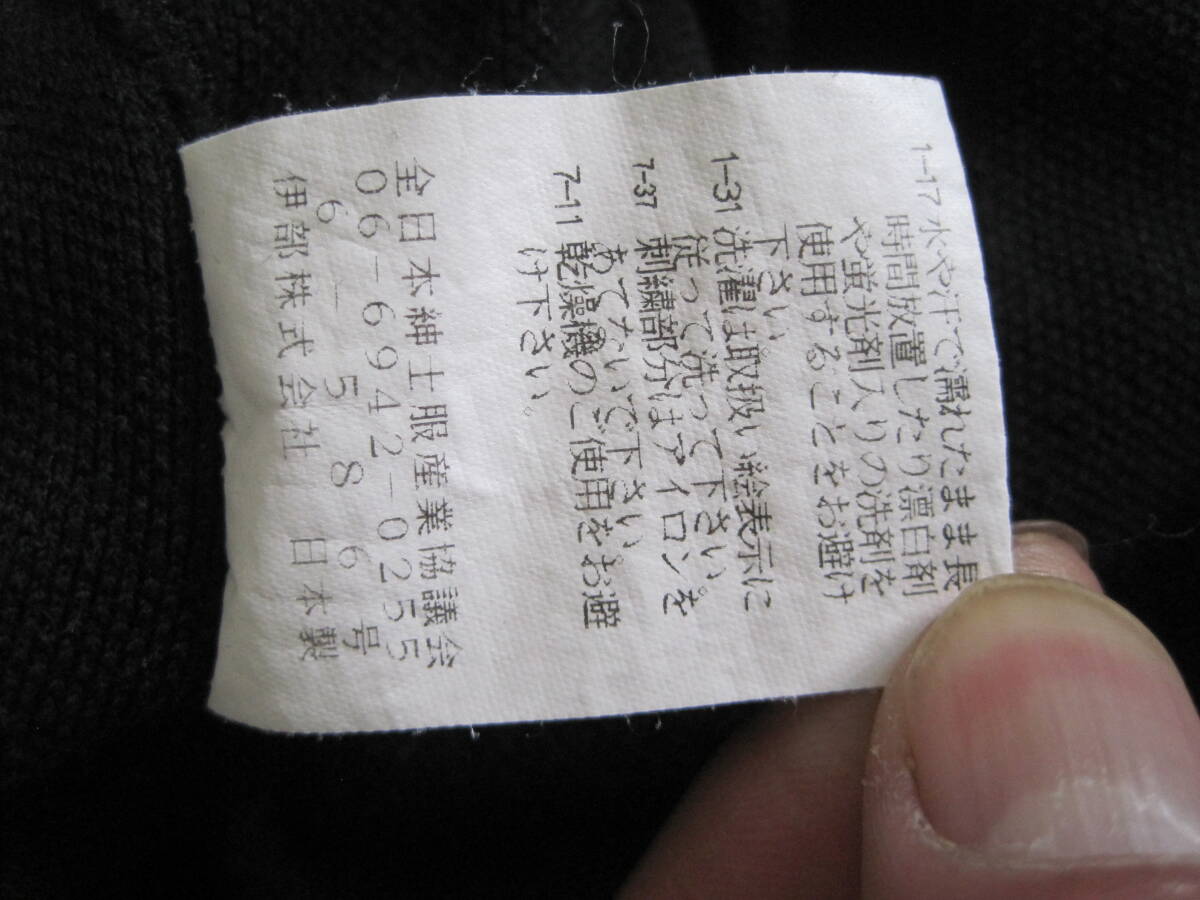 1-17 水や汗で濡れたまま長
時間放置したり漂白剤
や蛍光剤入りの洗剤を
使用することをお避け
下さい。
1-31 洗濯は取扱い絵表示に
従って洗って下さい。
7-37 刺繍部分はアイロンを
あてないで下さい。
7-11 乾燥機のご使用をお避
け下さい。
全日本紳士服産業協議会
06-6942-0255
6-586号
伊部株式会社 日本製